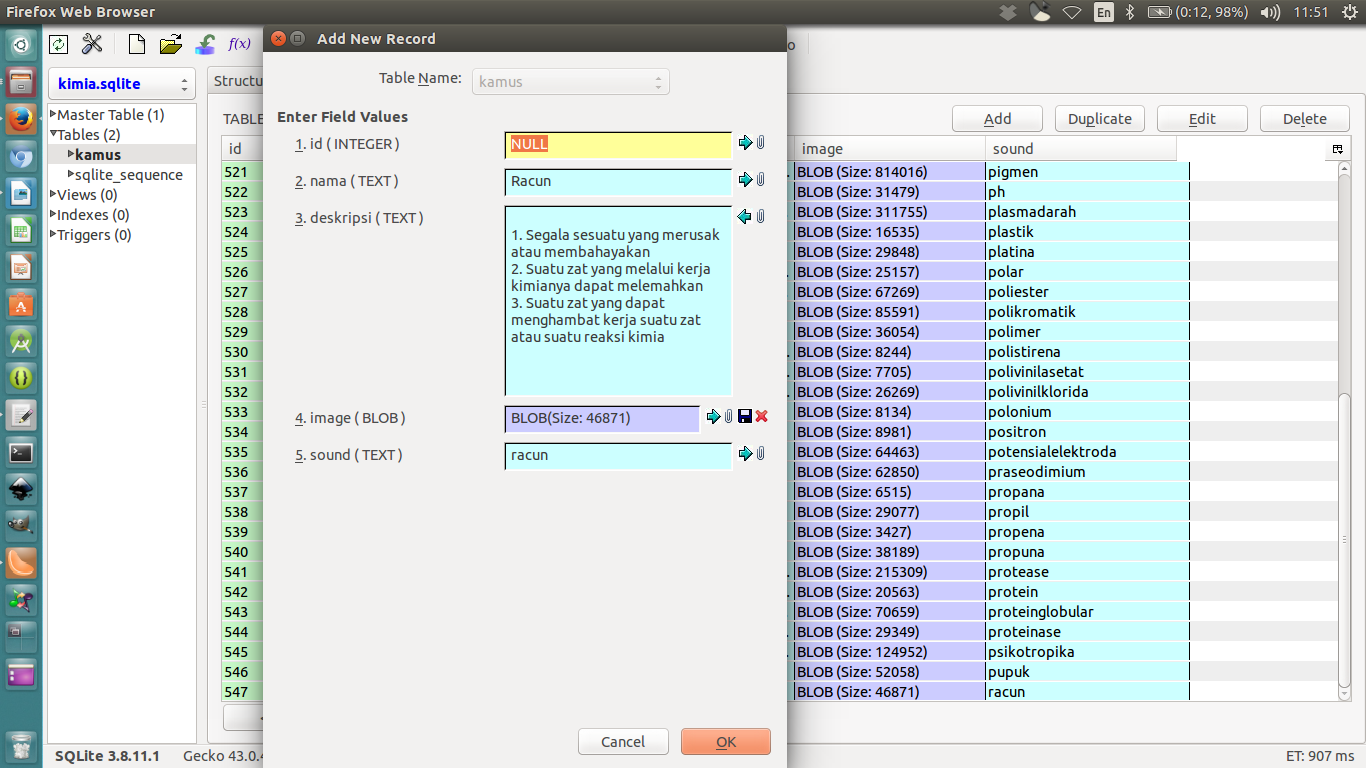 Firefox Web Browser
En
(0:12, 98%)
11:51
Add New Record
f(x)
kimia.sqlite
Master Table (1)
Tables (2)
kamus
sqlite_sequence
Views (0)
Indexes (0)
Triggers (0)
Structu
TABLE
Table Name:
kamus
Enter Field Values
1. id ( INTEGER )
NULL
2. nama ( TEXT )
Racun
3. deskripsi ( TEXT )
1. Segala sesuatu yang merusak
atau membahayakan
2. Suatu zat yang melalui kerja
kimianya dapat melemahkan
3. Suatu zat yang dapat
menghambat kerja suatu zat
atau suatu reaksi kimia
4. image ( BLOB )
BLOB(Size: 46871)
5. sound ( TEXT )
racun
Cancel
OK
Add
Duplicate
Edit
Delete
id image sound
521 BLOB (Size: 814016) pigmen
522 BLOB (Size: 31479) ph
523 BLOB (Size: 311755) plasmadarah
524 BLOB (Size: 16535) plastik
525 BLOB (Size: 29848) platina
526 BLOB (Size: 25157) polar
527 BLOB (Size: 67269) poliester
528 BLOB (Size: 85591) polikromatik
529 BLOB (Size: 36054) polimer
530 BLOB (Size: 8244) polistirena
531 BLOB (Size: 7705) polivinilasetat
532 BLOB (Size: 26269) polivinilklorida
533 BLOB (Size: 8134) polonium
534 BLOB (Size: 8981) positron
535 BLOB (Size: 64463) potensialelektroda
536 BLOB (Size: 62850) praseodimium
537 BLOB (Size: 6515) propana
538 BLOB (Size: 29077) propil
539 BLOB (Size: 3427) propena
540 BLOB (Size: 38189) propuna
541 BLOB (Size: 215309) protease
542 BLOB (Size: 20563) protein
543 BLOB (Size: 70659) proteinglobular
544 BLOB (Size: 29349) proteinase
545 BLOB (Size: 124952) psikotropika
546 BLOB (Size: 52058) pupuk
547 BLOB (Size: 46871) racun
SQLite 3.8.11.1
Gecko 43.0.4
ET: 907 ms